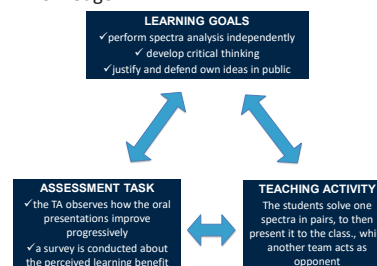 LEARNING GOALS
✓perform spectra analysis independently
✓ develop critical thinking
✓justify and defend own ideas in public
ASSESSMENT TASK
✓the TA observes how the oral
presentations improve
progressively
✓a survey is conducted about
the perceived learning benefit
TEACHING ACTIVITY
The students solve one
spectra in pairs, to then
present it to the class., whi
another team acts as
opponent